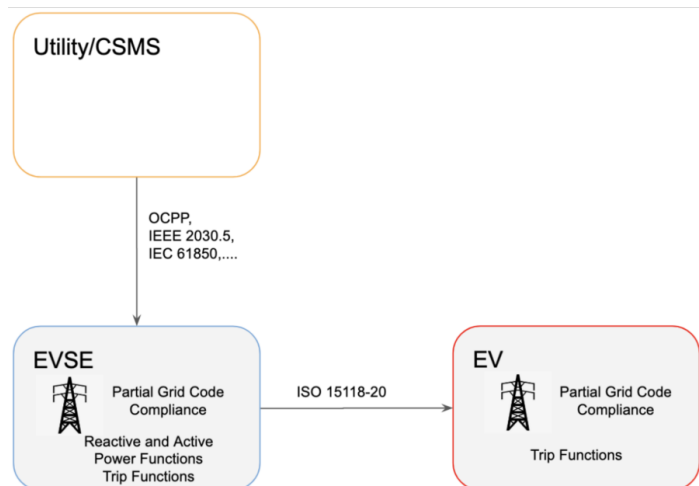 Utility/CSMS
OCPP,
IEEE 2030.5,
IEC 61850,....
EVSE
Partial Grid Code
Compliance
Reactive and Active
Power Functions
Trip Functions
ISO 15118-20
EV
Partial Grid Code
Compliance
Trip Functions